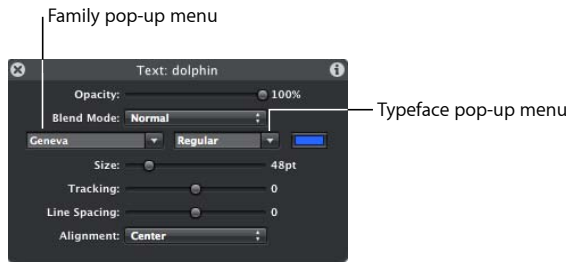 Family pop-up menu
Text: dolphin
Opacity: 100%
Blend Mode: Normal
Typeface pop-up menu
Geneva Regular
Size: 48pt
Tracking: 0
Line Spacing: 0
Alignment: Center